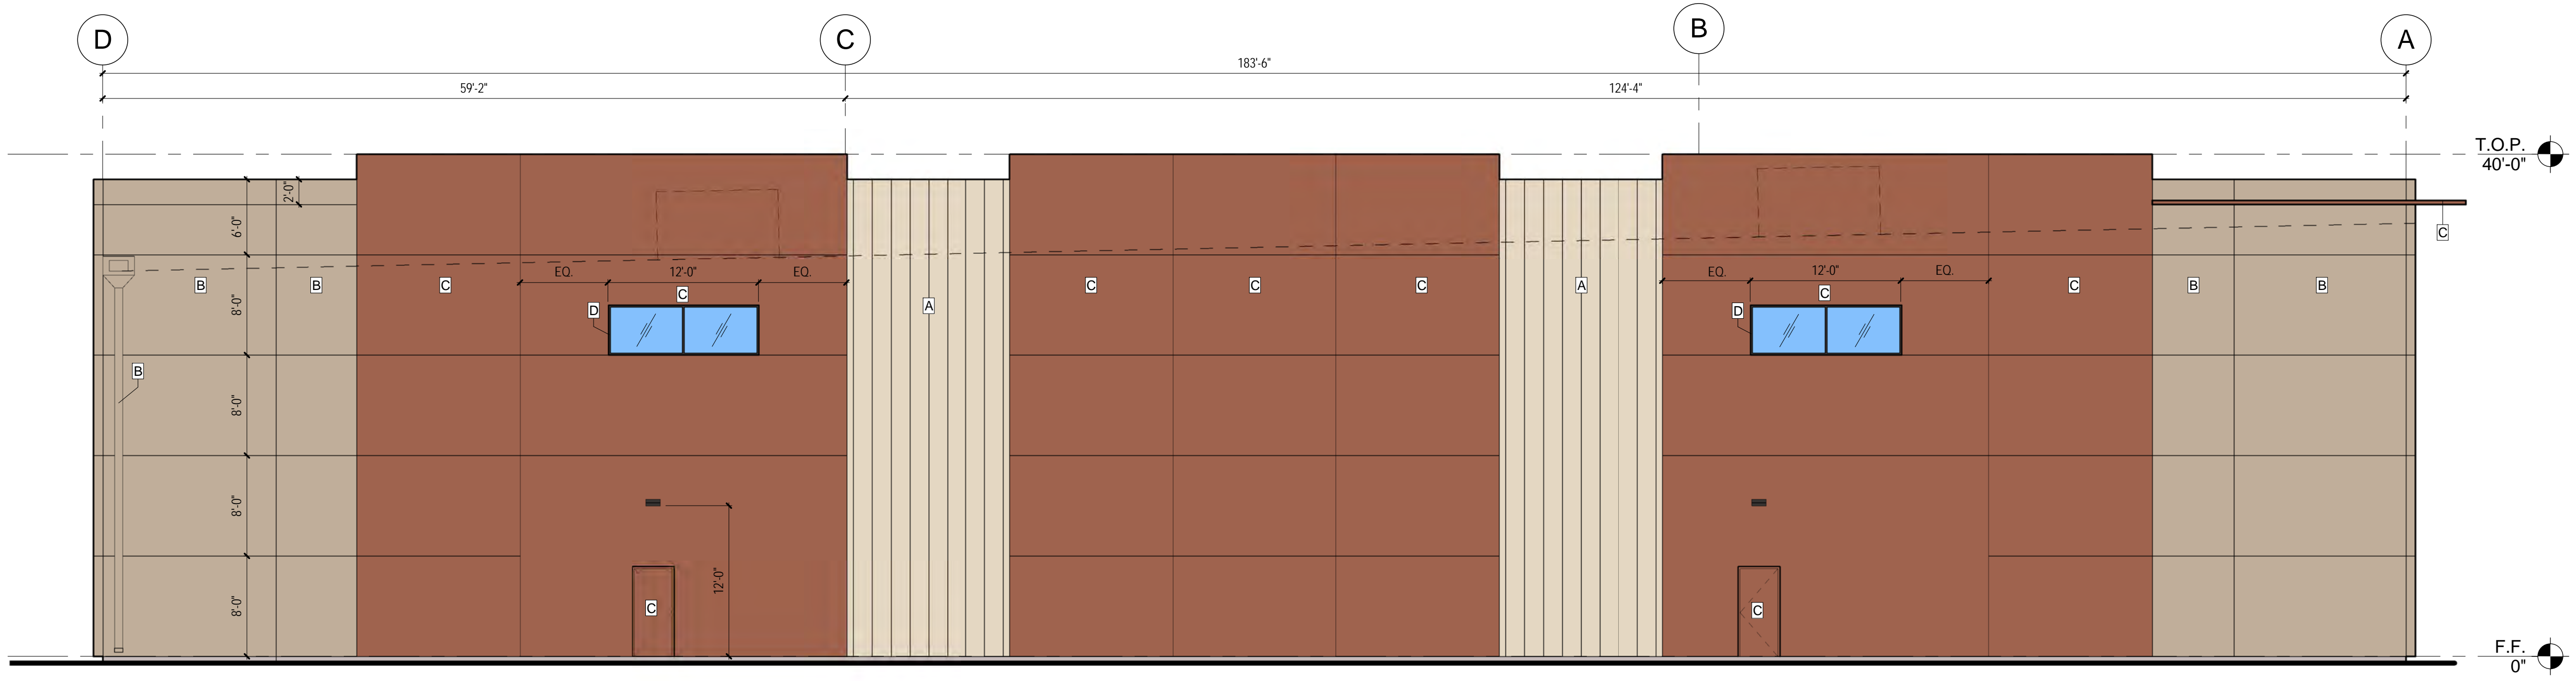 D
C
B
A
183'-6"
59'-2"
124'-4"
T.O.P.
40'-0"
2'-0"
6'-0"
C
EQ.
12'-0"
EQ.
EQ.
12'-0"
EQ.
B
B
C
C
A
C
C
C
A
C
C
B
B
8'-0"
D
D
B
8'-0"
8'-0"
12'-0"
8'-0"
C
C
F.F.
0"